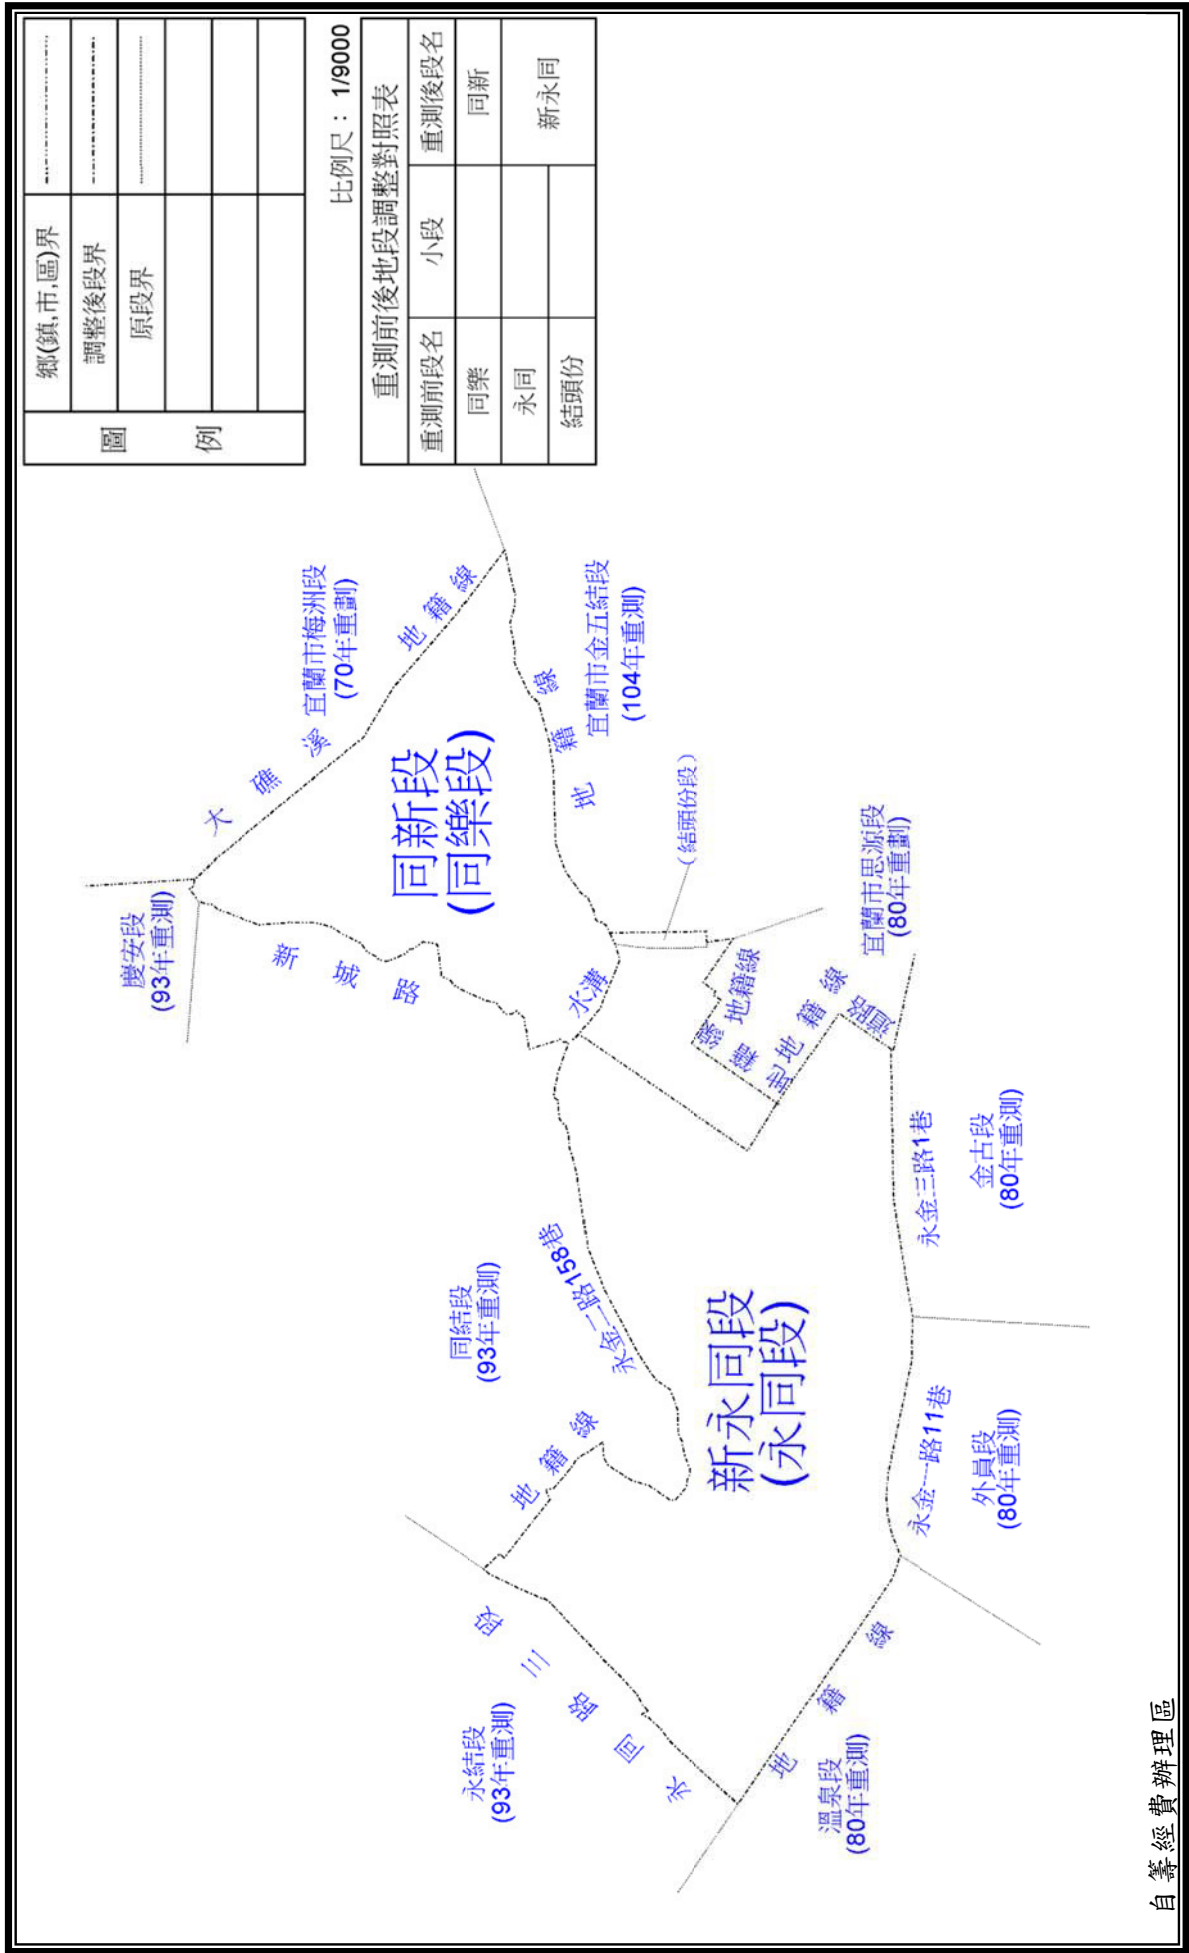 圖例
鄉(鎮,市,區)界
調整後段界
原段界
比例尺：1/9000
重測前後地段調整對照表
重測前段名 小段 重測後段名
同樂 同新
永同 新永同
結頭份
慶安段
(93年重測)
大礁溪
宜蘭市梅洲段
(70年重劃)
地籍線
新城路
同新段
(同樂段)
地籍線
宜蘭市金五結段
(104年重測)
水溝
(結頭份段)
地籍線
地籍線
道路
宜蘭市思源段
(80年重劃)
同結段
(93年重測)
永金二路158巷
地籍線
新永同段
(永同段)
永金三路1巷
金古段
(80年重測)
永金一路11巷
外員段
(80年重測)
永結段
(93年重測)
永同路三段
溫泉段
(80年重測)
地籍線
自籌經費辦理區